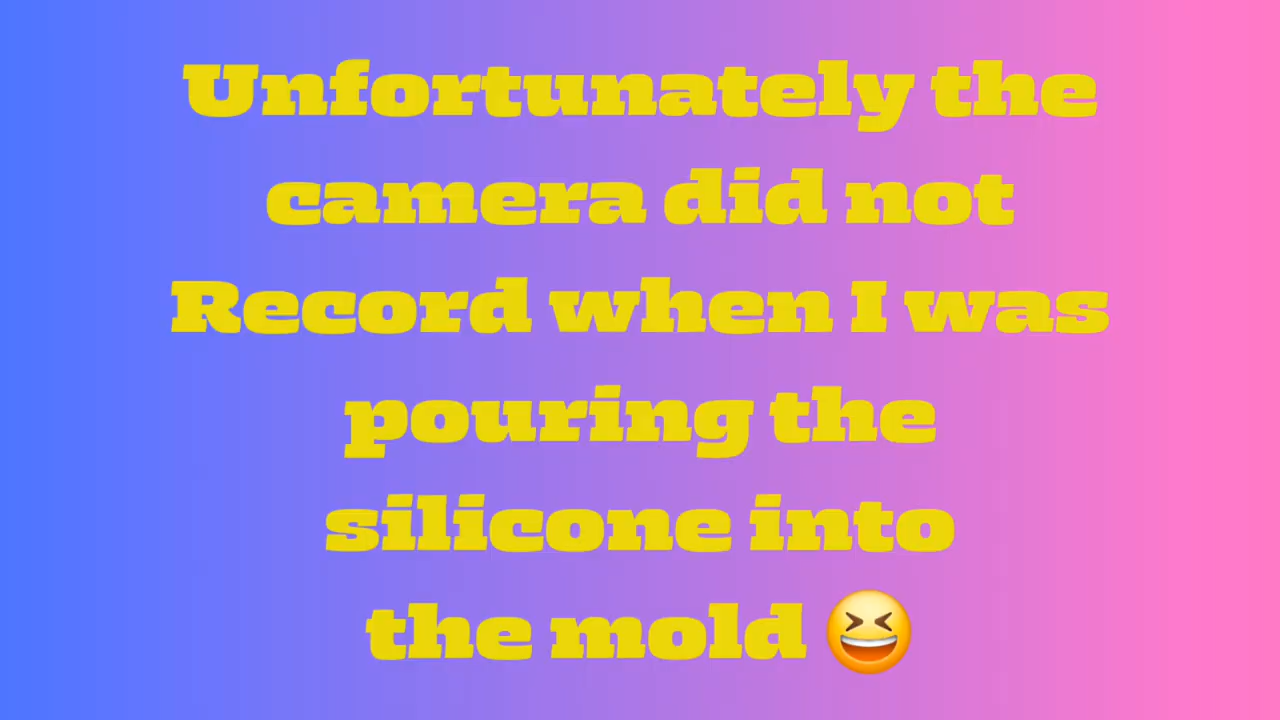 Unfortunately the
camera did not
Record when I was
pouring the
silicone into
the mold 😆